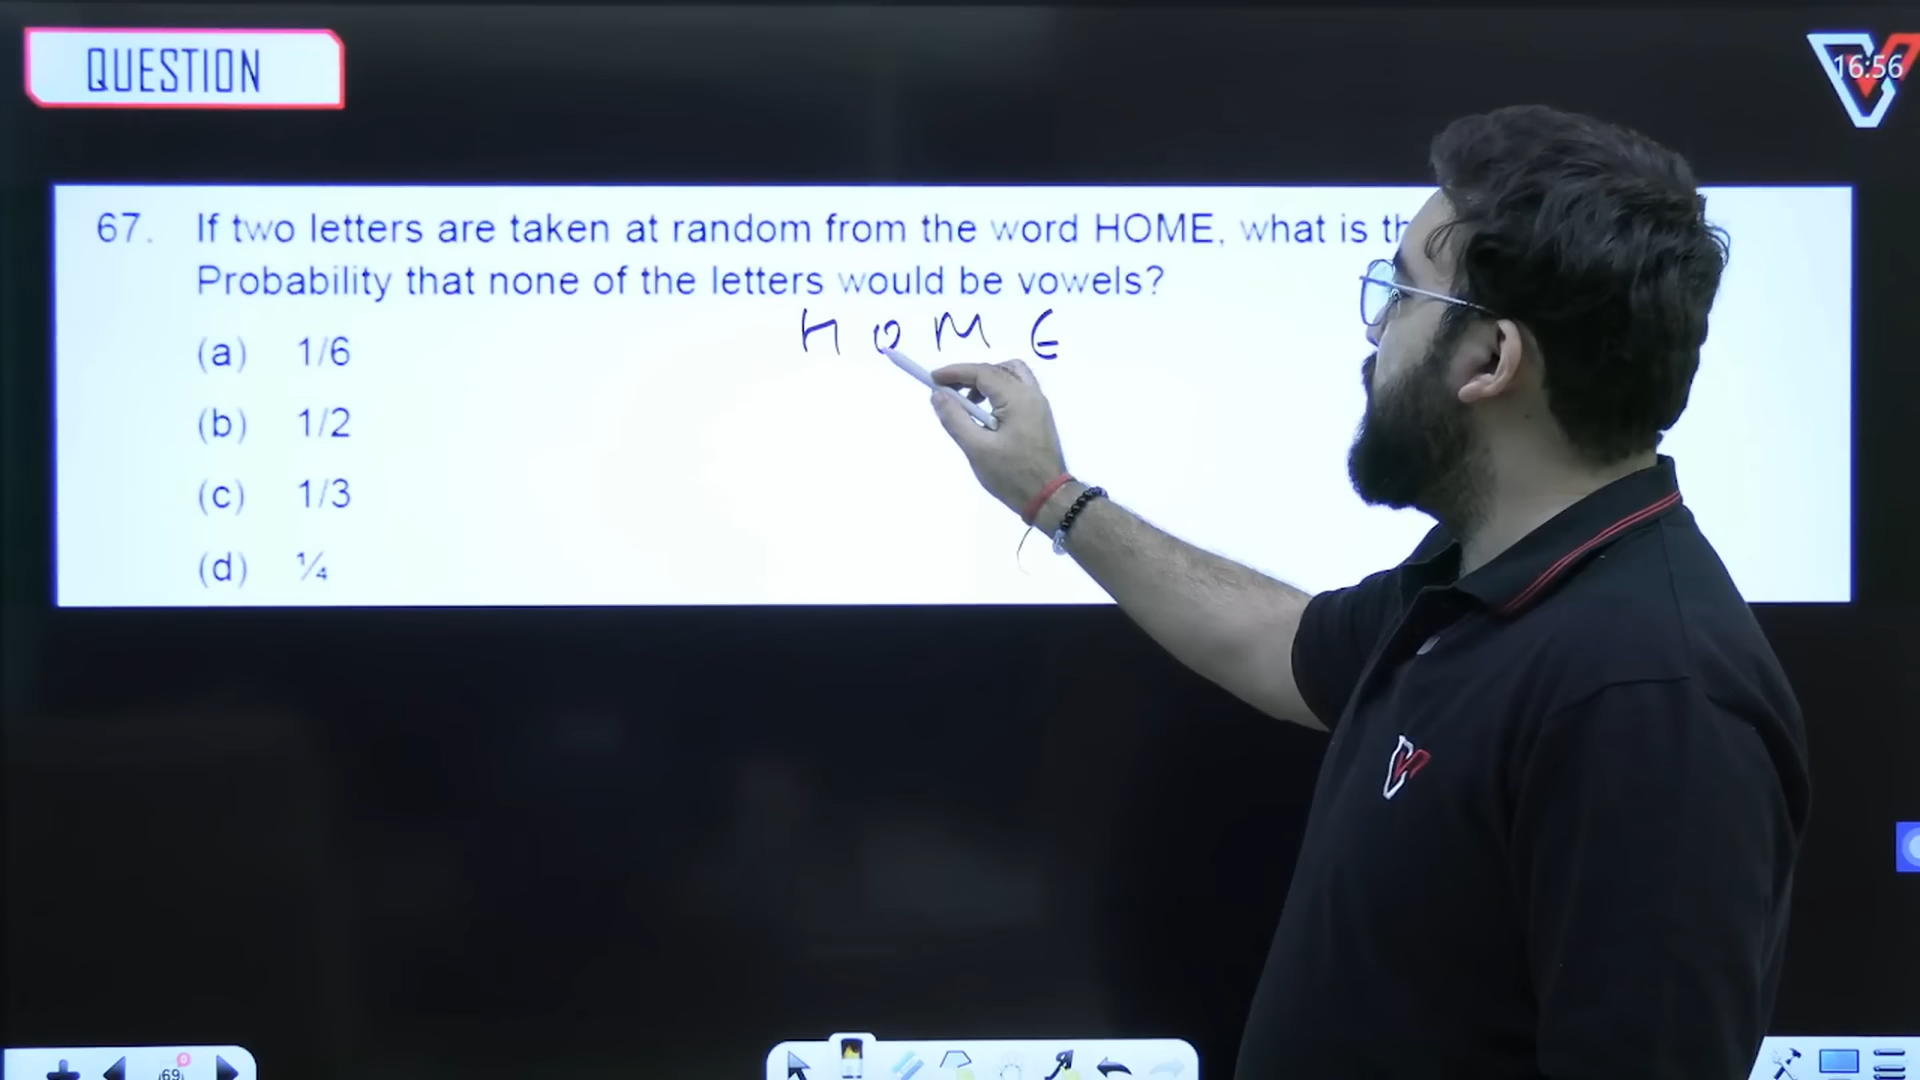 QUESTION
16:56
67. If two letters are taken at random from the word HOME, what is th
Probability that none of the letters would be vowels?
H O M E
(a) 1/6
(b) 1/2
(c) 1/3
(d) ¼
69